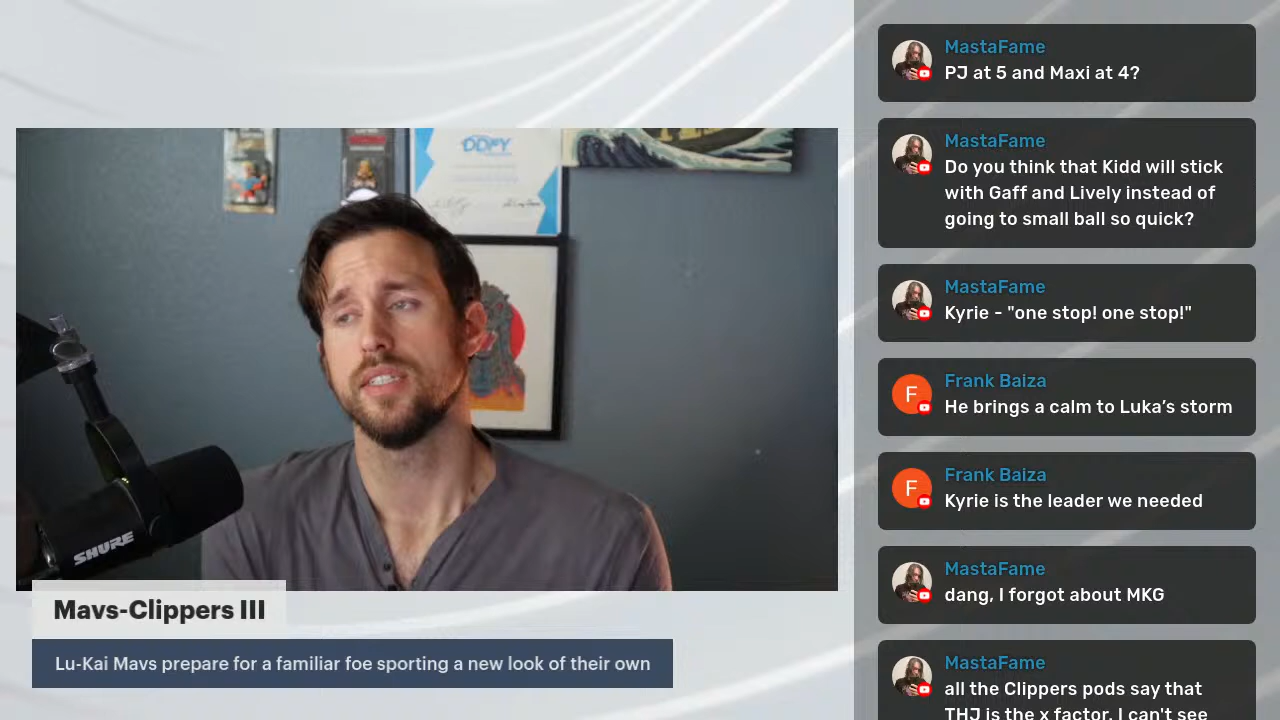 MastaFame
PJ at 5 and Maxi at 4?
MastaFame
Do you think that Kidd will stick
with Gaff and Lively instead of
going to small ball so quick?
MastaFame
Kyrie - "one stop! one stop!"
F
Frank Baiza
He brings a calm to Luka’s storm
F
Frank Baiza
Kyrie is the leader we needed
MastaFame
dang, I forgot about MKG
MastaFame
all the Clippers pods say that
THJ is the x factor, I can't see
SHURE
Mavs-Clippers III
Lu-Kai Mavs prepare for a familiar foe sporting a new look of their own